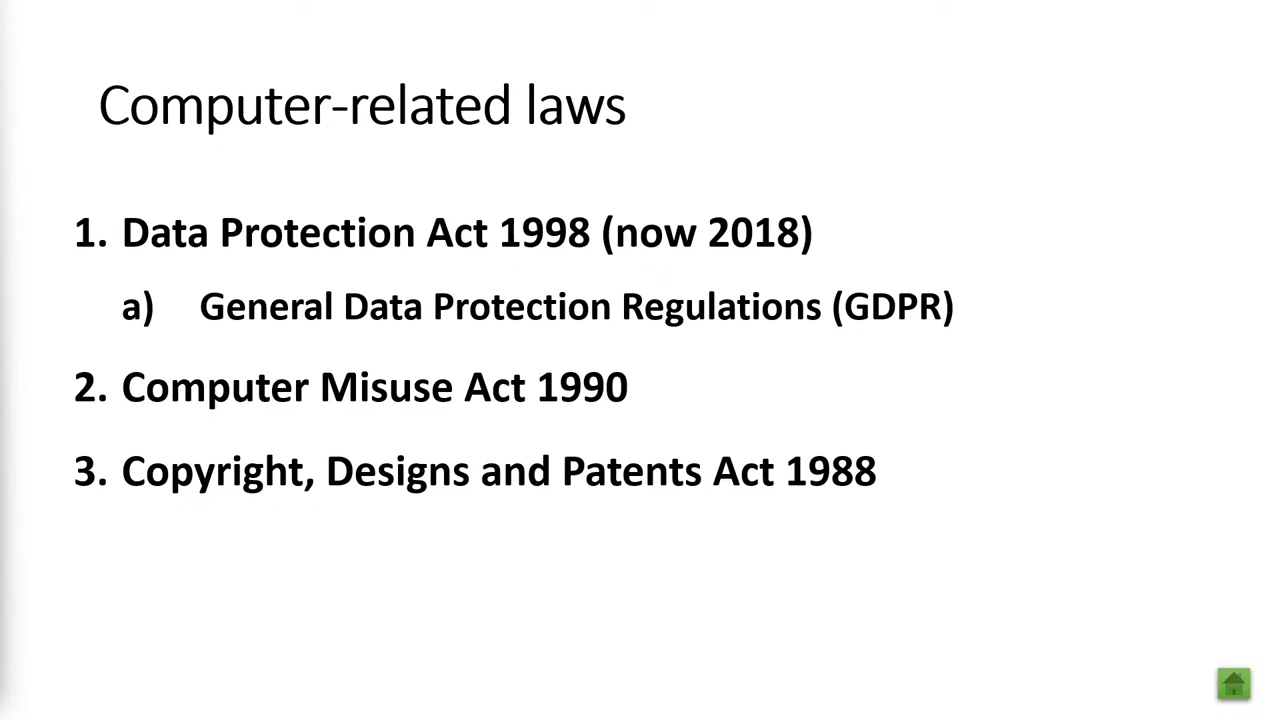 Computer-related laws
1. Data Protection Act 1998 (now 2018)
a) General Data Protection Regulations (GDPR)
2. Computer Misuse Act 1990
3. Copyright, Designs and Patents Act 1988